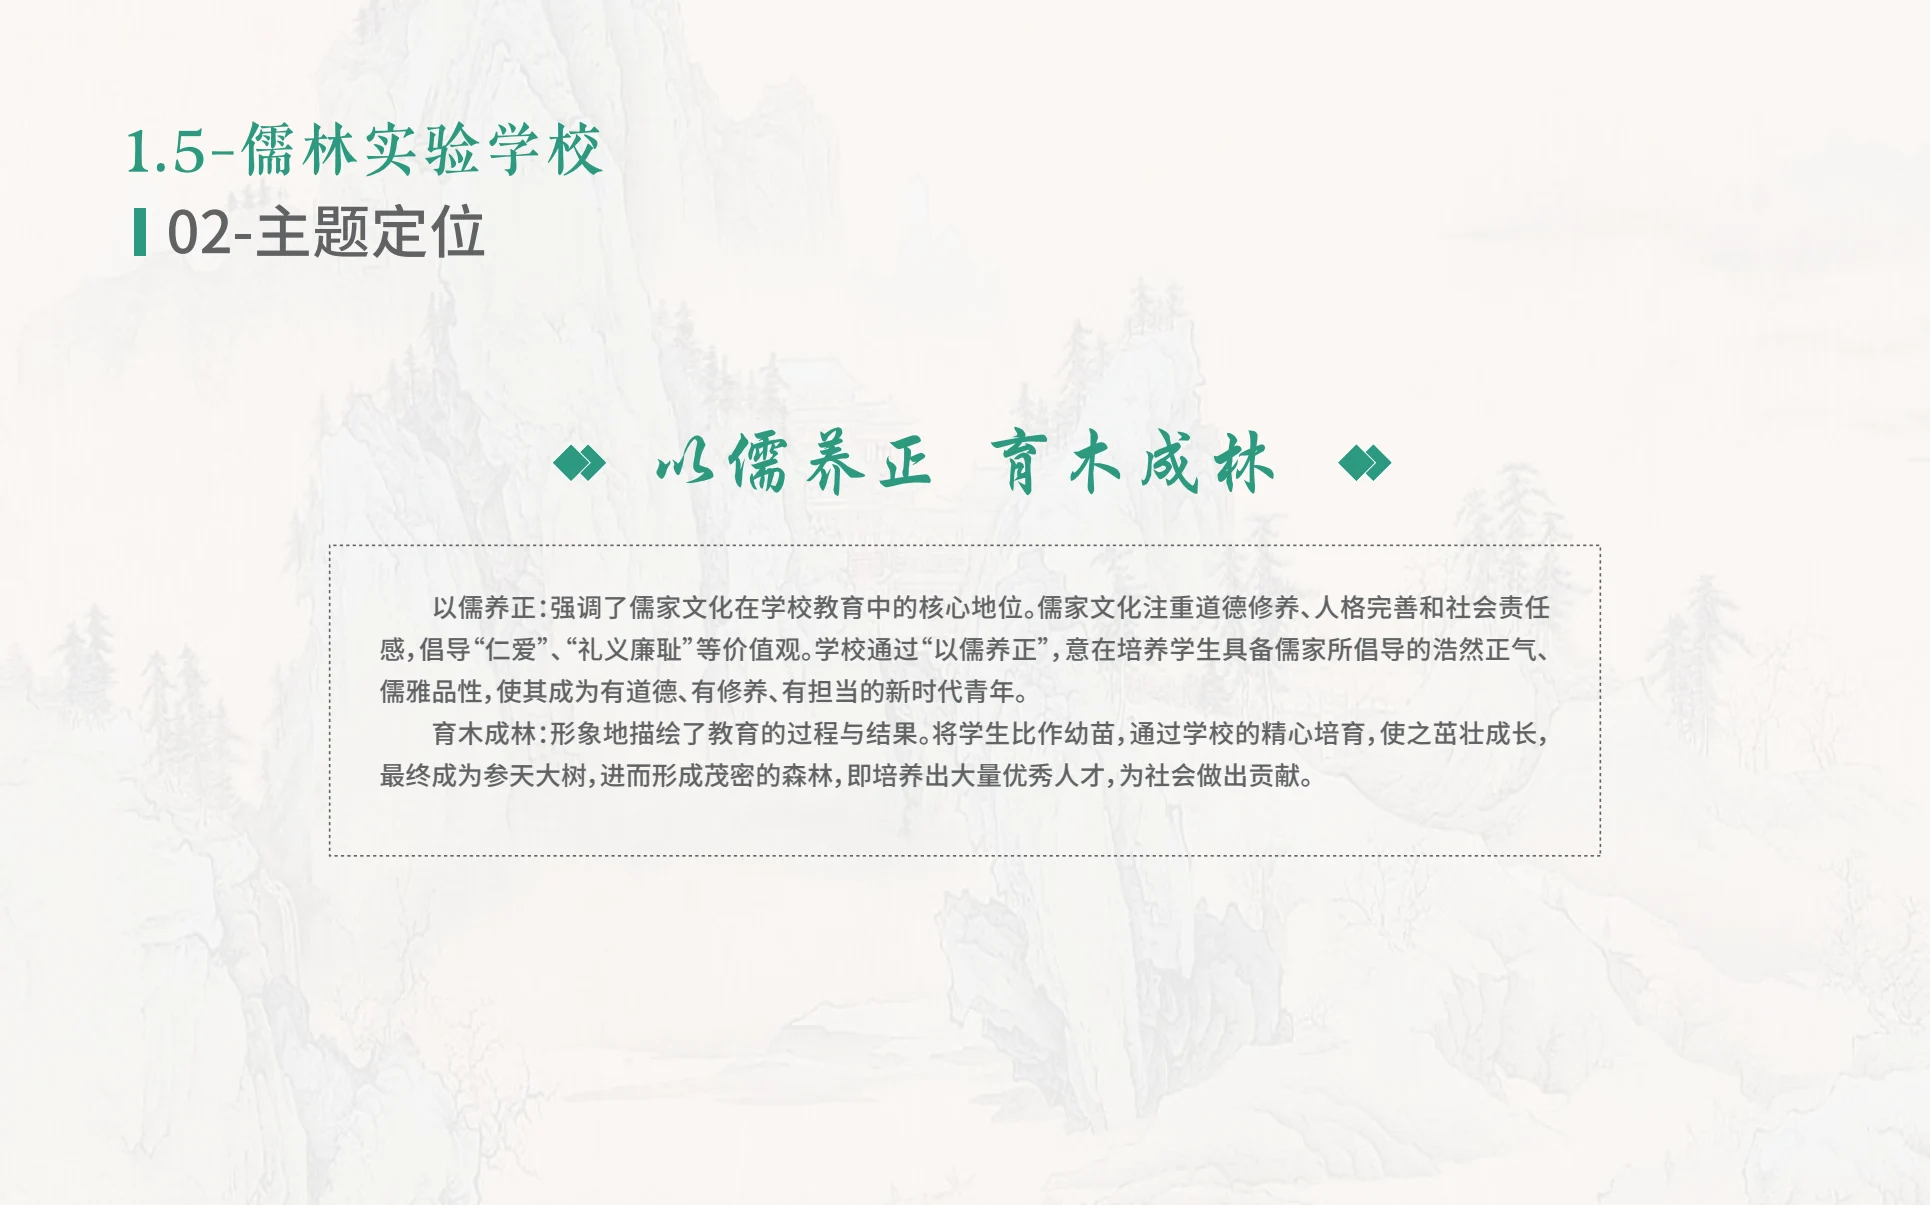 1.5-儒林实验学校
02-主题定位
以儒养正 育木成林
以儒养正：强调了儒家文化在学校教育中的核心地位。儒家文化注重道德修养、人格完善和社会责任
感，倡导“仁爱”、“礼义廉耻”等价值观。学校通过“以儒养正”，意在培养学生具备儒家所倡导的浩然正气、
儒雅品性，使其成为有道德、有修养、有担当的新时代青年。
育木成林：形象地描绘了教育的过程与结果。将学生比作幼苗，通过学校的精心培育，使之茁壮成长，
最终成为参天大树，进而形成茂密的森林，即培养出大量优秀人才，为社会做出贡献。